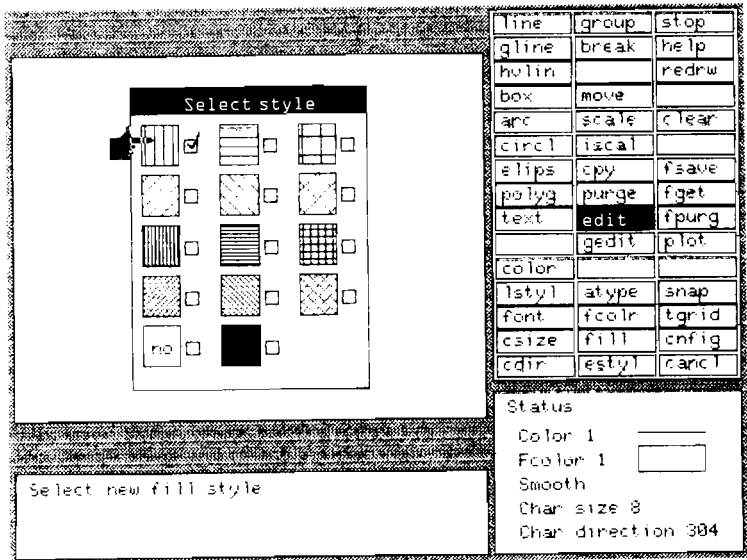 Select style
no
Select new fill style
line group stop
gline break help
hvlin redrw
box move
arc scale clear
circl iscal
elips cpy fsave
polyg purge fget
text edit fpurg
gedit plot
color
lstyl atype snap
font fcolr tgrid
csize fill cnfig
cdir estyl cancl
Status
Color 1
Fcolor 1
Smooth
Char size 8
Char direction 304